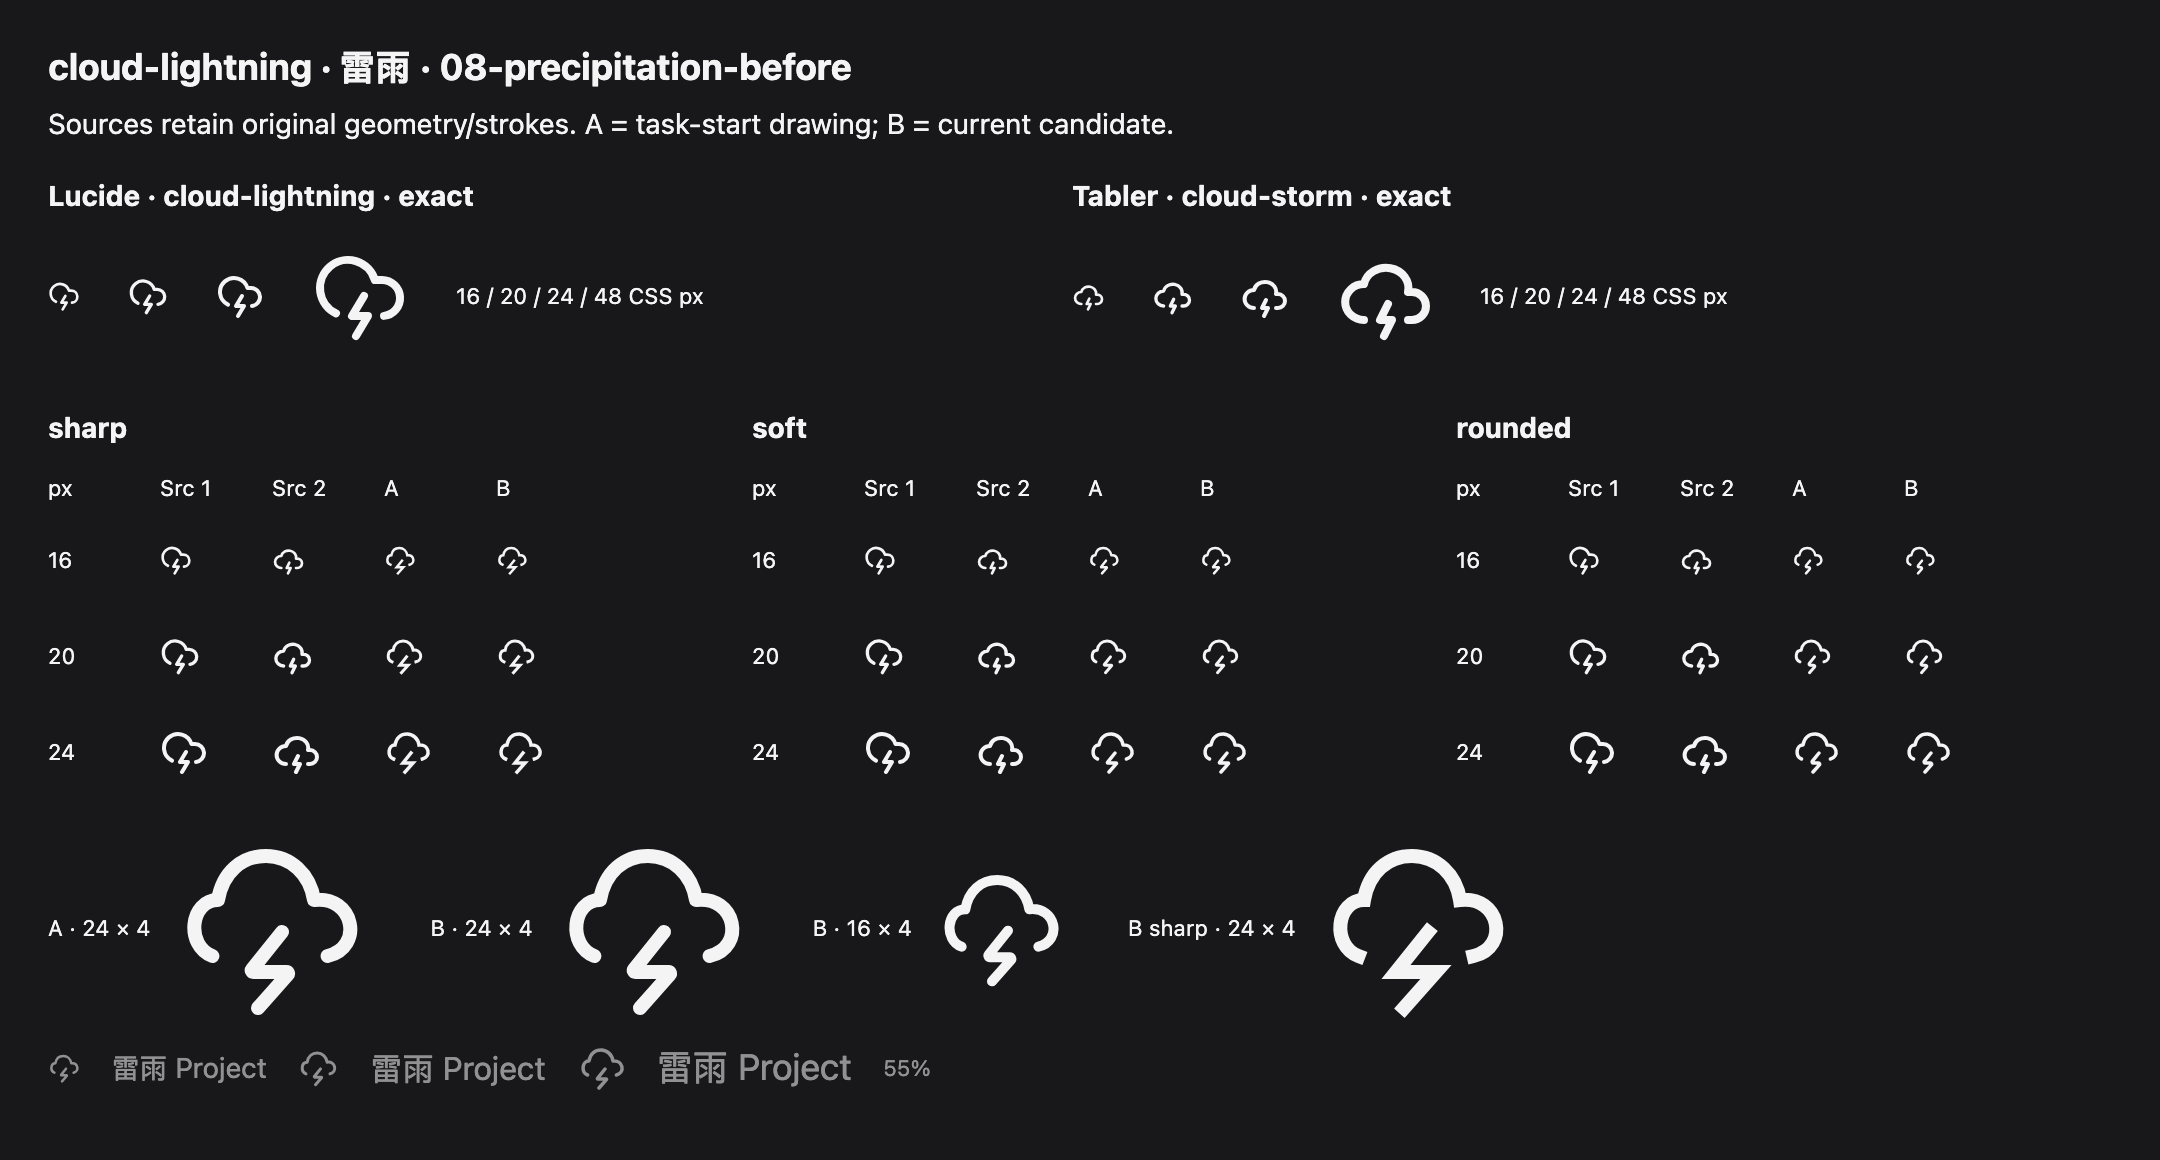 cloud-lightning · 雷雨 · 08-precipitation-before
Sources retain original geometry/strokes. A = task-start drawing; B = current candidate.
Lucide · cloud-lightning · exact
Tabler · cloud-storm · exact
16 / 20 / 24 / 48 CSS px
16 / 20 / 24 / 48 CSS px
sharp
soft
rounded
px Src 1 Src 2 A B
px Src 1 Src 2 A B
px Src 1 Src 2 A B
16
16
16
20
20
20
24
24
24
A · 24 × 4
B · 24 × 4
B · 16 × 4
B sharp · 24 × 4
雷雨 Project
雷雨 Project
雷雨 Project
55%